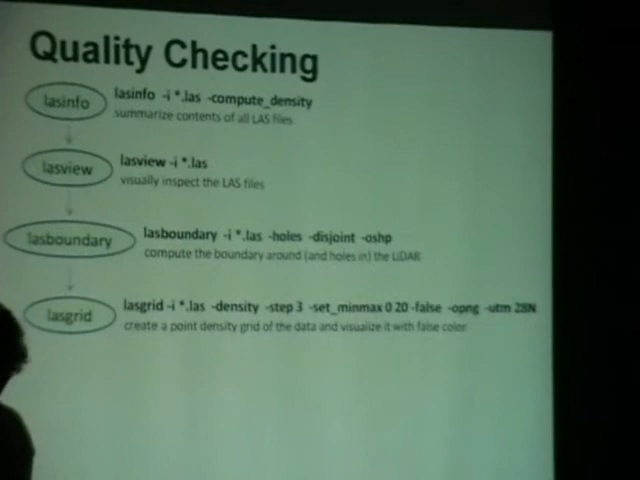 Quality Checking
lasinfo
lasinfo -i *.las -compute_density
summarize contents of all LAS files
lasview
lasview -i *.las
visually inspect the LAS files
lasboundary
lasboundary -i *.las -holes -disjoint -oshp
compute the boundary around (and holes in) the LiDAR
lasgrid
lasgrid -i *.las -density -step 3 -set_minmax 0 20 -false -opng -utm 28N
create a point density grid of the data and visualize it with false color